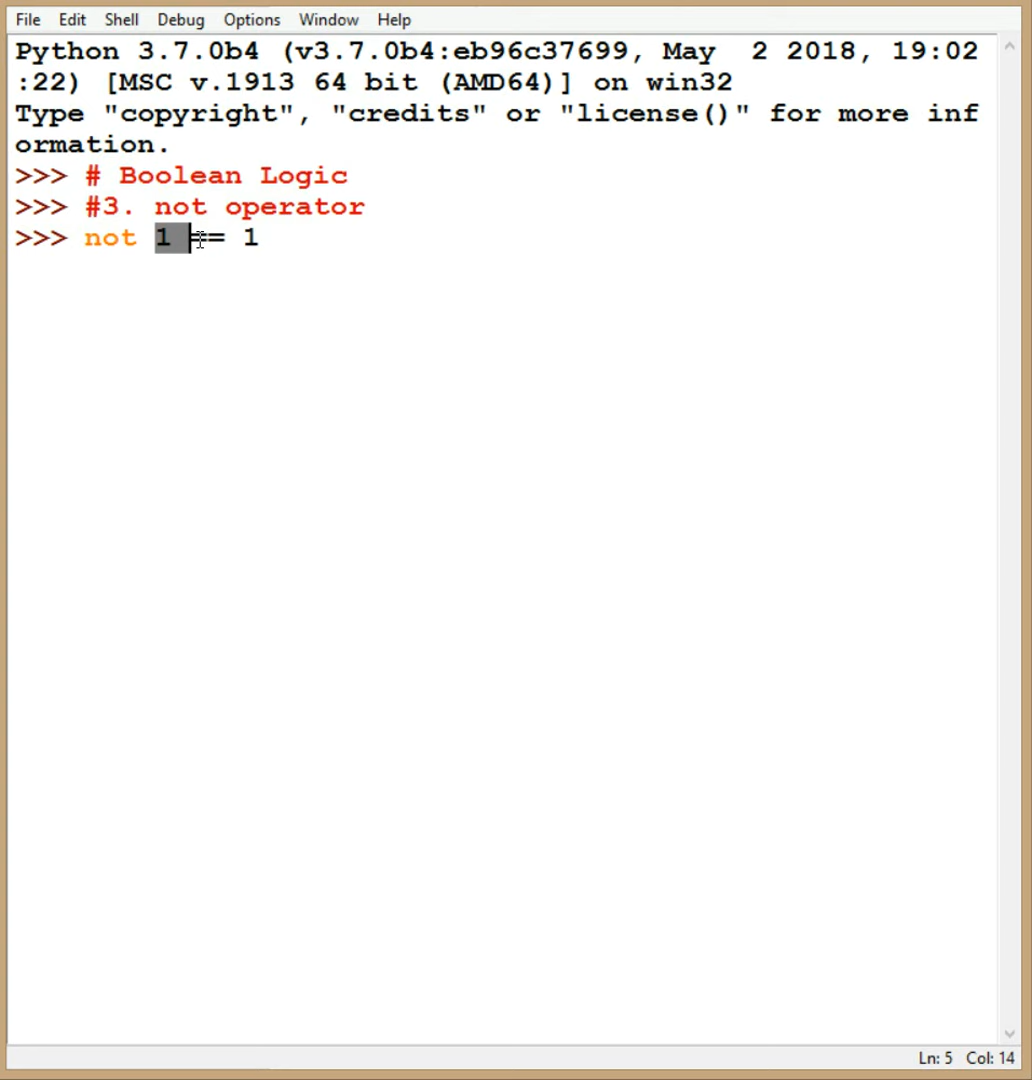 File Edit Shell Debug Options Window Help
Python 3.7.0b4 (v3.7.0b4:eb96c37699, May  2 2018, 19:02
:22) [MSC v.1913 64 bit (AMD64)] on win32
Type "copyright", "credits" or "license()" for more inf
ormation.
>>> # Boolean Logic
>>> #3. not operator
>>> not 1 == 1
Ln: 5 Col: 14